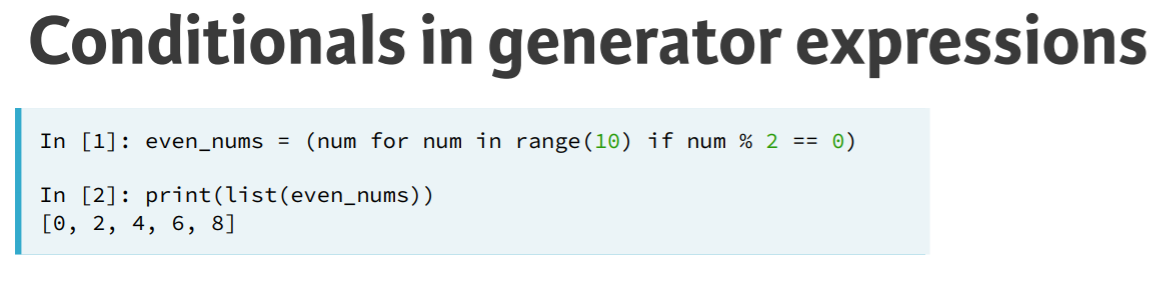 Conditionals in generator expressions
In [1]: even_nums = (num for num in range(10) if num % 2 == 0)
In [2]: print(list(even_nums))
[0, 2, 4, 6, 8]